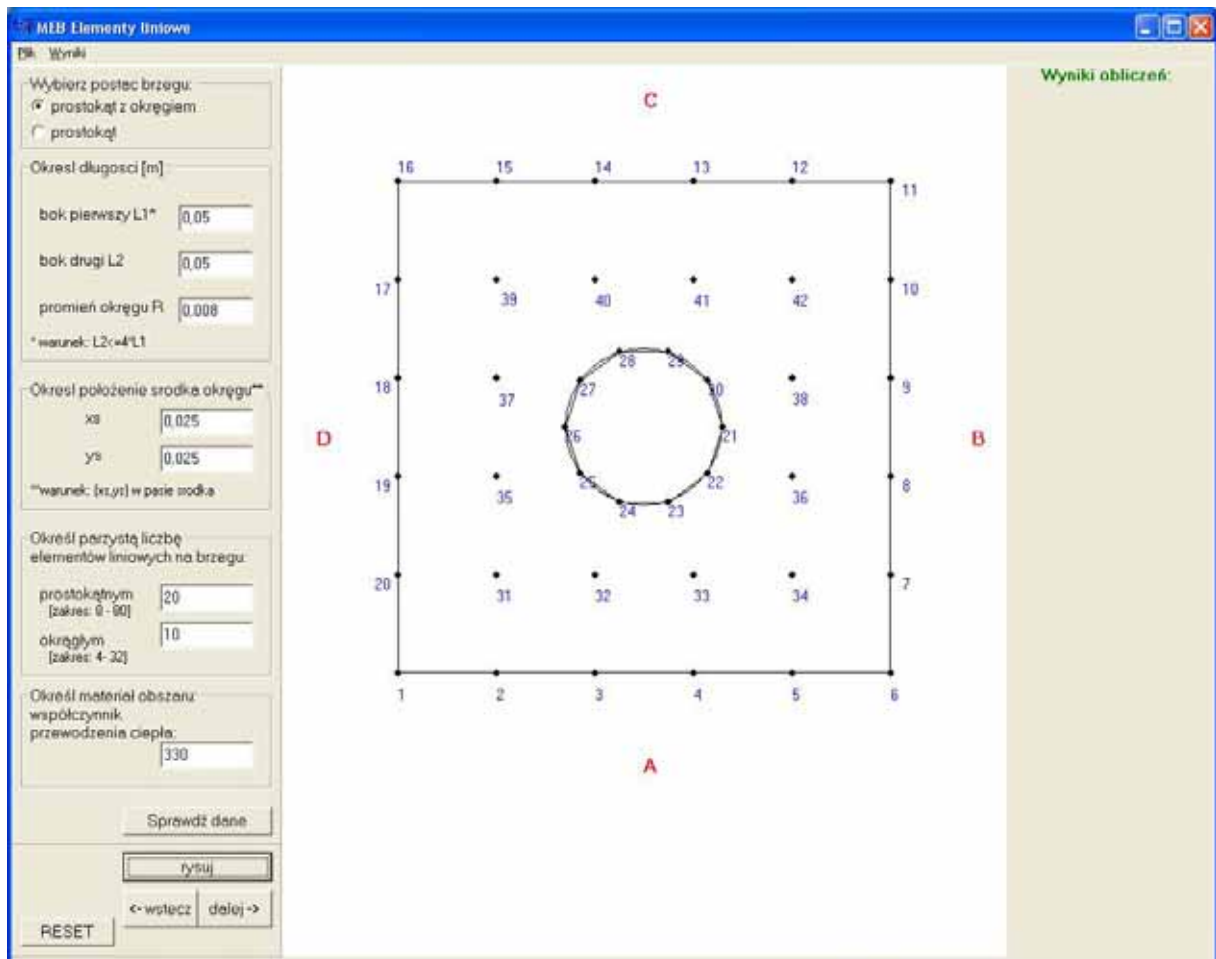 MEB Elementy liniowe
Plik Wyniki
Wybierz postac brzegu:
prostokąt z okręgiem
prostokąt
Okresl długosci [m]
bok pierwszy L1* 0,05
bok drugi L2 0,05
promień okręgu R 0,008
* warunek: L2<=4*L1
Okresl położenie srodka okręgu**
xs 0,025
ys 0,025
**warunek: (xs,ys) w pasie srodka
Określ parzystą liczbę
elementów liniowych na brzegu:
prostokątnym 20
[zakres: 8 - 80]
okrągłym 10
[zakres: 4- 32]
Określ materiał obszaru:
współczynnik
przewodzenia ciepła:
330
Sprawdź dane
rysuj
<-wstecz dalej->
RESET
C
16 15 14 13 12 11
17 39 40 41 42 10
28 29
18 37 27 30 38 9
D 26 21 B
19 35 25 22 36 8
24 23
20 31 32 33 34 7
1 2 3 4 5 6
A
Wyniki obliczeń: